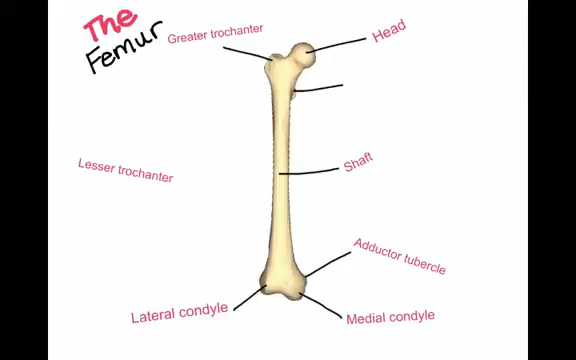 The
Femur
Greater trochanter
Head
Shaft
Lesser trochanter
Adductor tubercle
Lateral condyle
Medial condyle